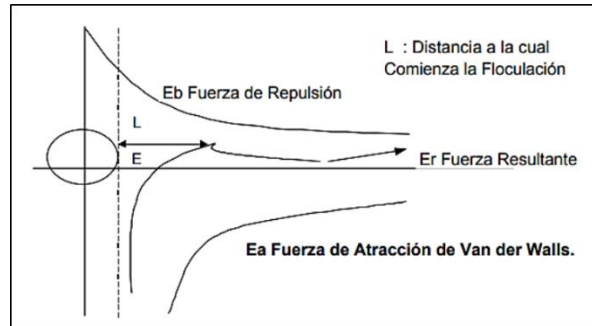 L : Distancia a la cual
Comienza la Floculación
Eb Fuerza de Repulsión
L
E
Er Fuerza Resultante
Ea Fuerza de Atracción de Van der Walls.